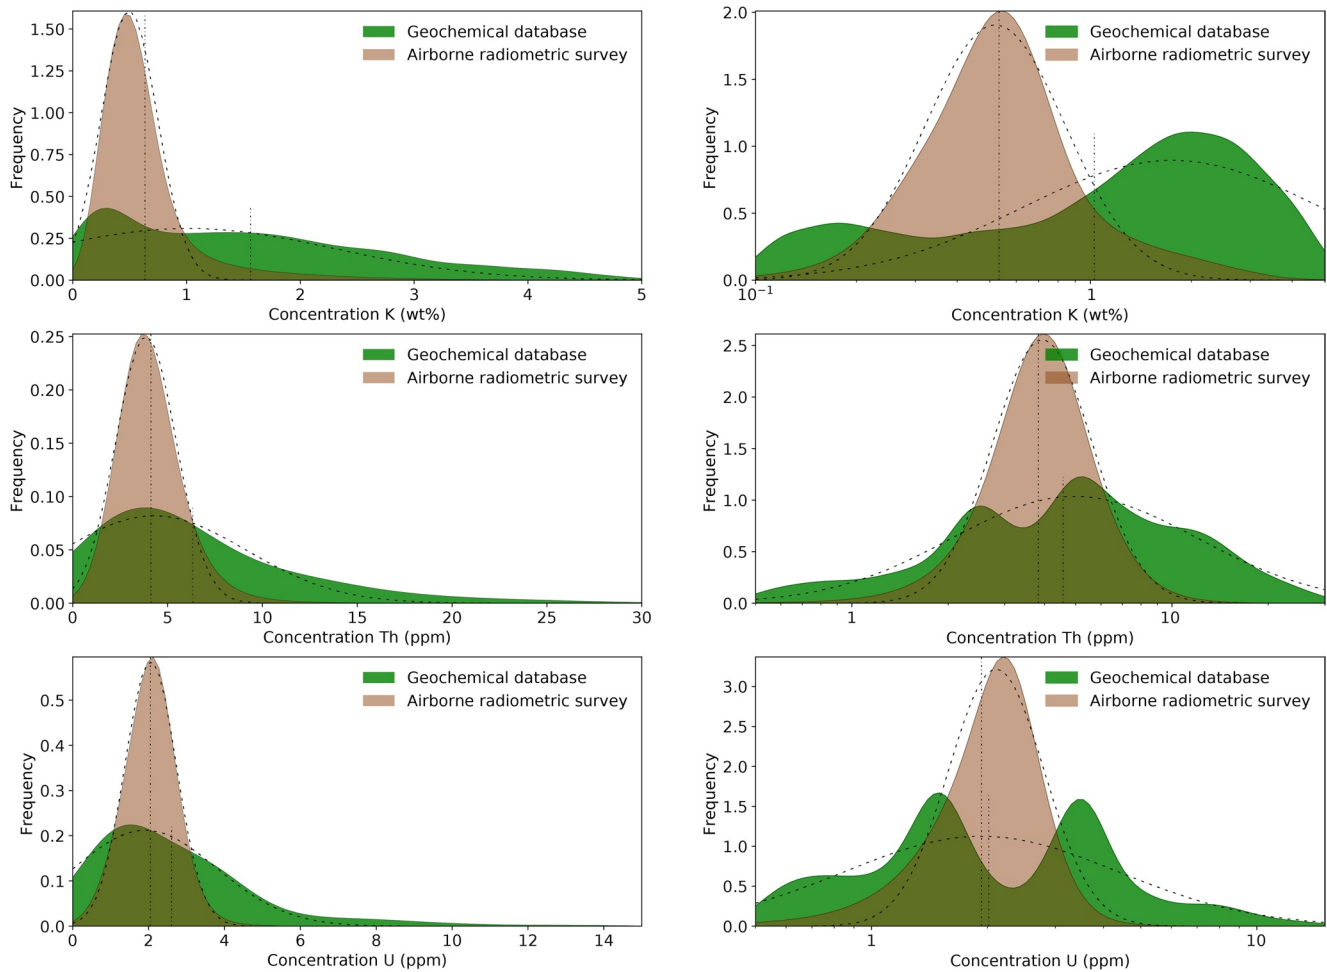 Geochemical database
Airborne radiometric survey
1.50
1.25
1.00
0.75
0.50
0.25
0.00
Frequency
0
1
2
3
4
5
Concentration K (wt%)
Geochemical database
Airborne radiometric survey
2.0
1.5
1.0
0.5
0.0
Frequency
10⁻¹
1
Concentration K (wt%)
Geochemical database
Airborne radiometric survey
0.25
0.20
0.15
0.10
0.05
0.00
Frequency
0
5
10
15
20
25
30
Concentration Th (ppm)
Geochemical database
Airborne radiometric survey
2.5
2.0
1.5
1.0
0.5
0.0
Frequency
1
10
Concentration Th (ppm)
Geochemical database
Airborne radiometric survey
0.5
0.4
0.3
0.2
0.1
0.0
Frequency
0
2
4
6
8
10
12
14
Concentration U (ppm)
Geochemical database
Airborne radiometric survey
3.0
2.5
2.0
1.5
1.0
0.5
0.0
Frequency
1
10
Concentration U (ppm)